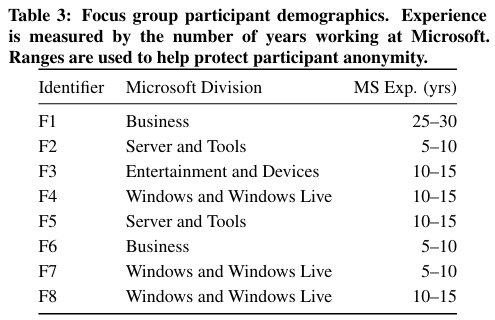 Table 3: Focus group participant demographics. Experience
is measured by the number of years working at Microsoft.
Ranges are used to help protect participant anonymity.
Identifier Microsoft Division MS Exp. (yrs)
F1 Business 25–30
F2 Server and Tools 5–10
F3 Entertainment and Devices 10–15
F4 Windows and Windows Live 10–15
F5 Server and Tools 10–15
F6 Business 5–10
F7 Windows and Windows Live 5–10
F8 Windows and Windows Live 10–15